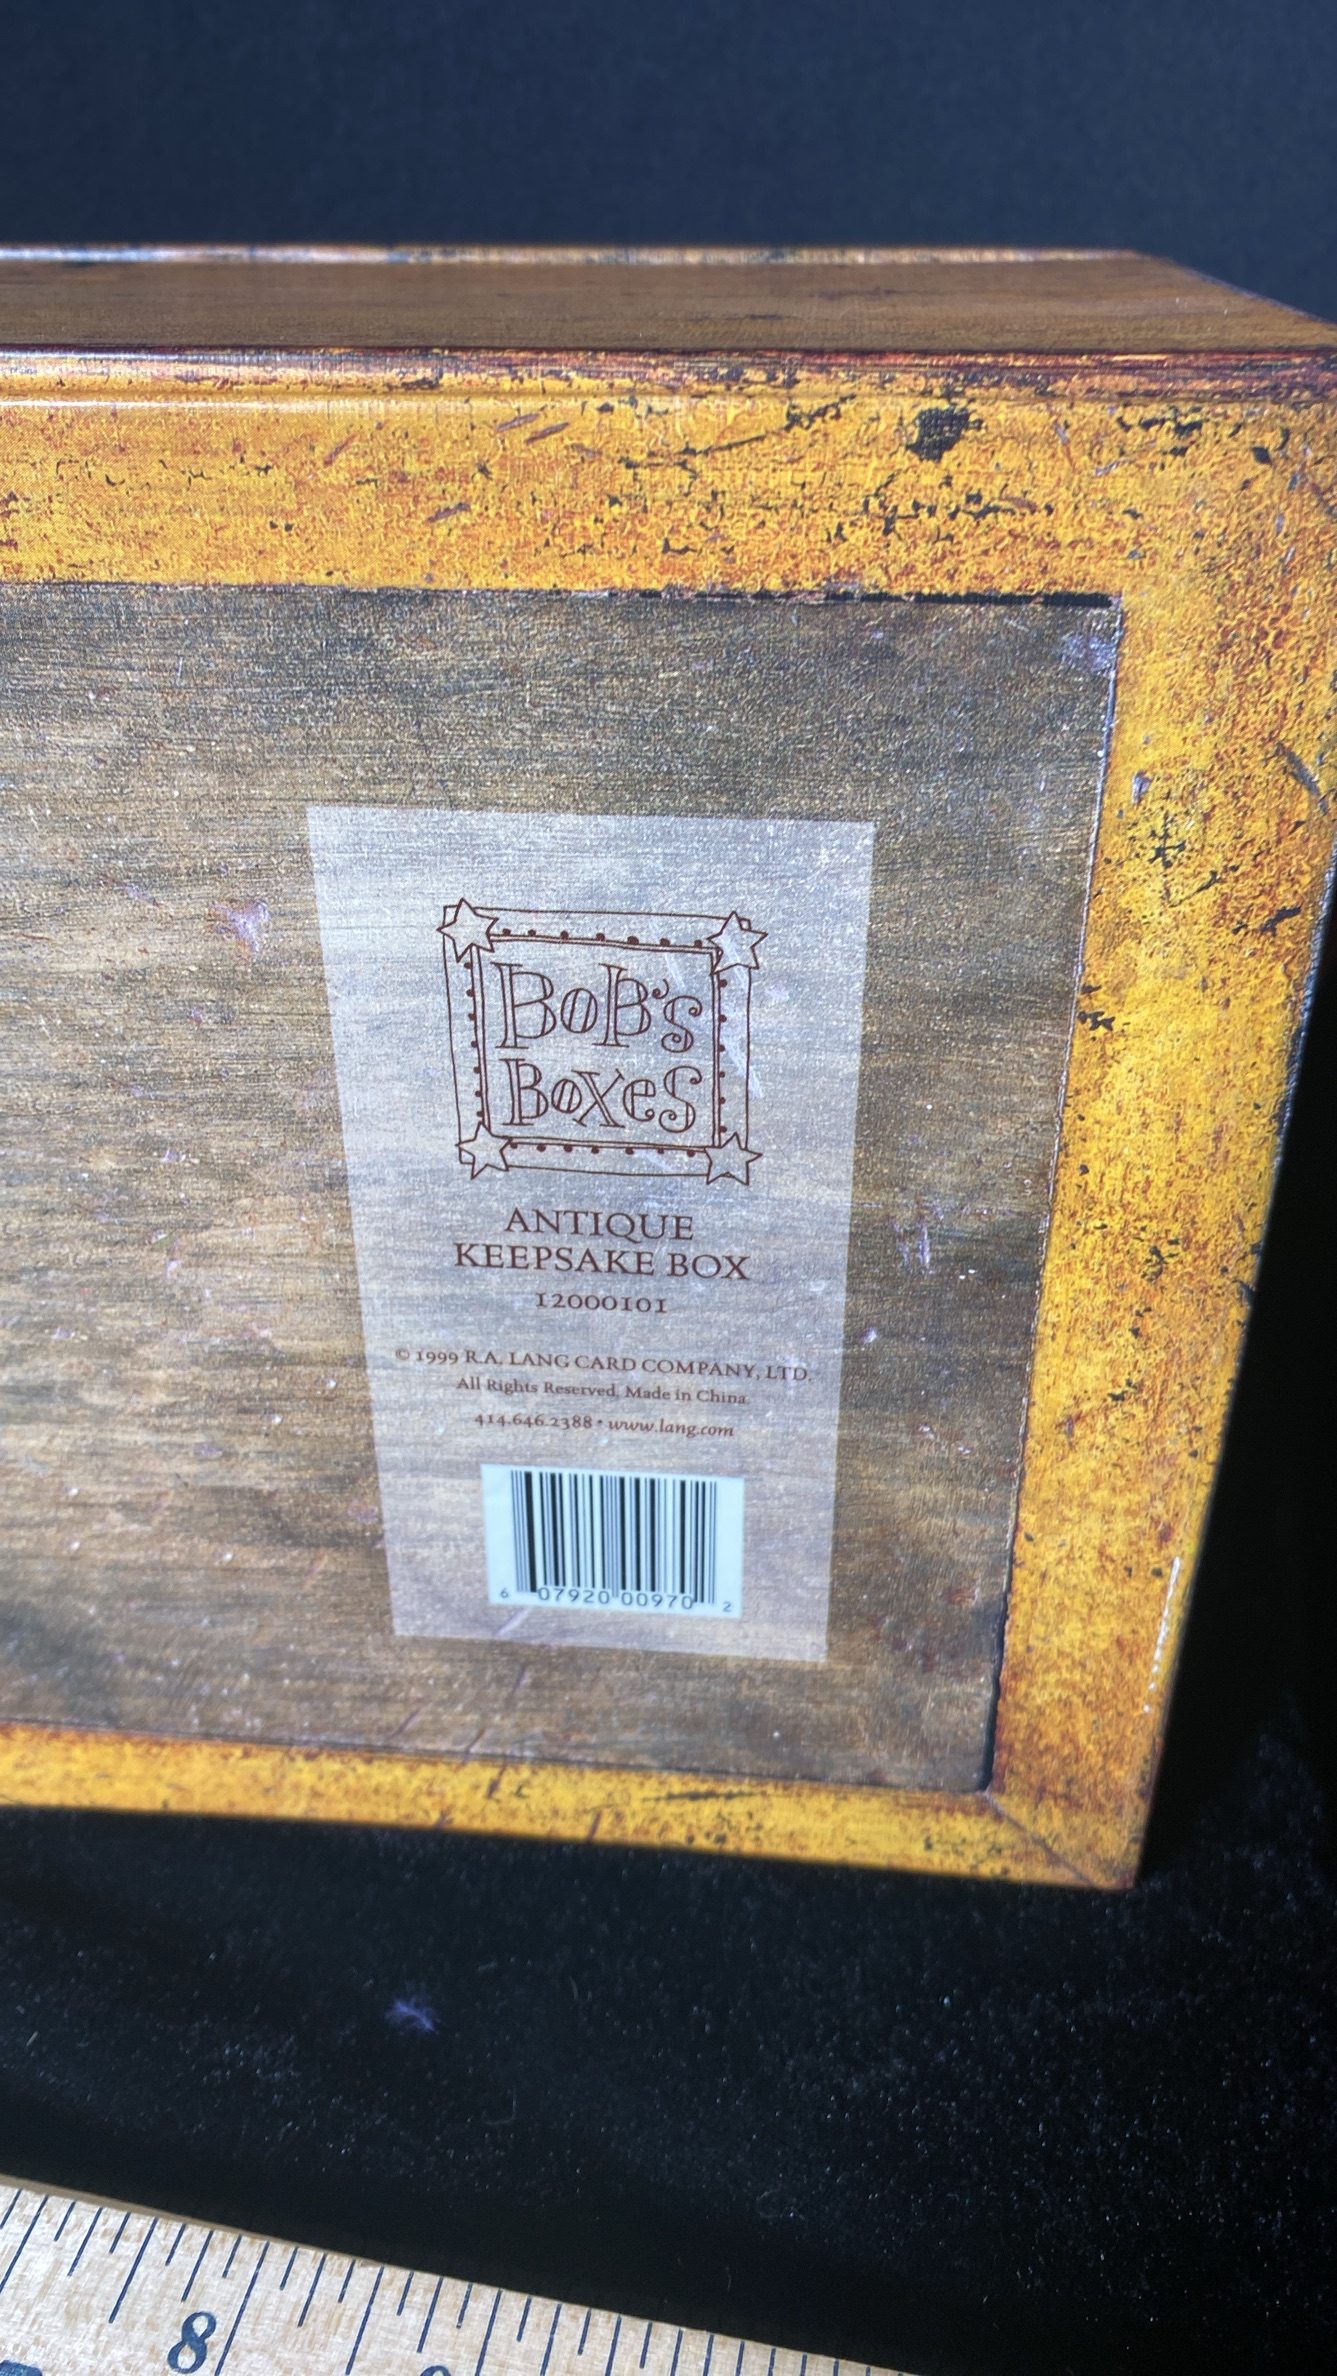 BoB's
BoXeS
ANTIQUE
KEEPSAKE BOX
12000101
© 1999 R.A. LANG CARD COMPANY, LTD.
All Rights Reserved. Made in China.
414.646.2388 • www.lang.com
6 07920 00970 2
8